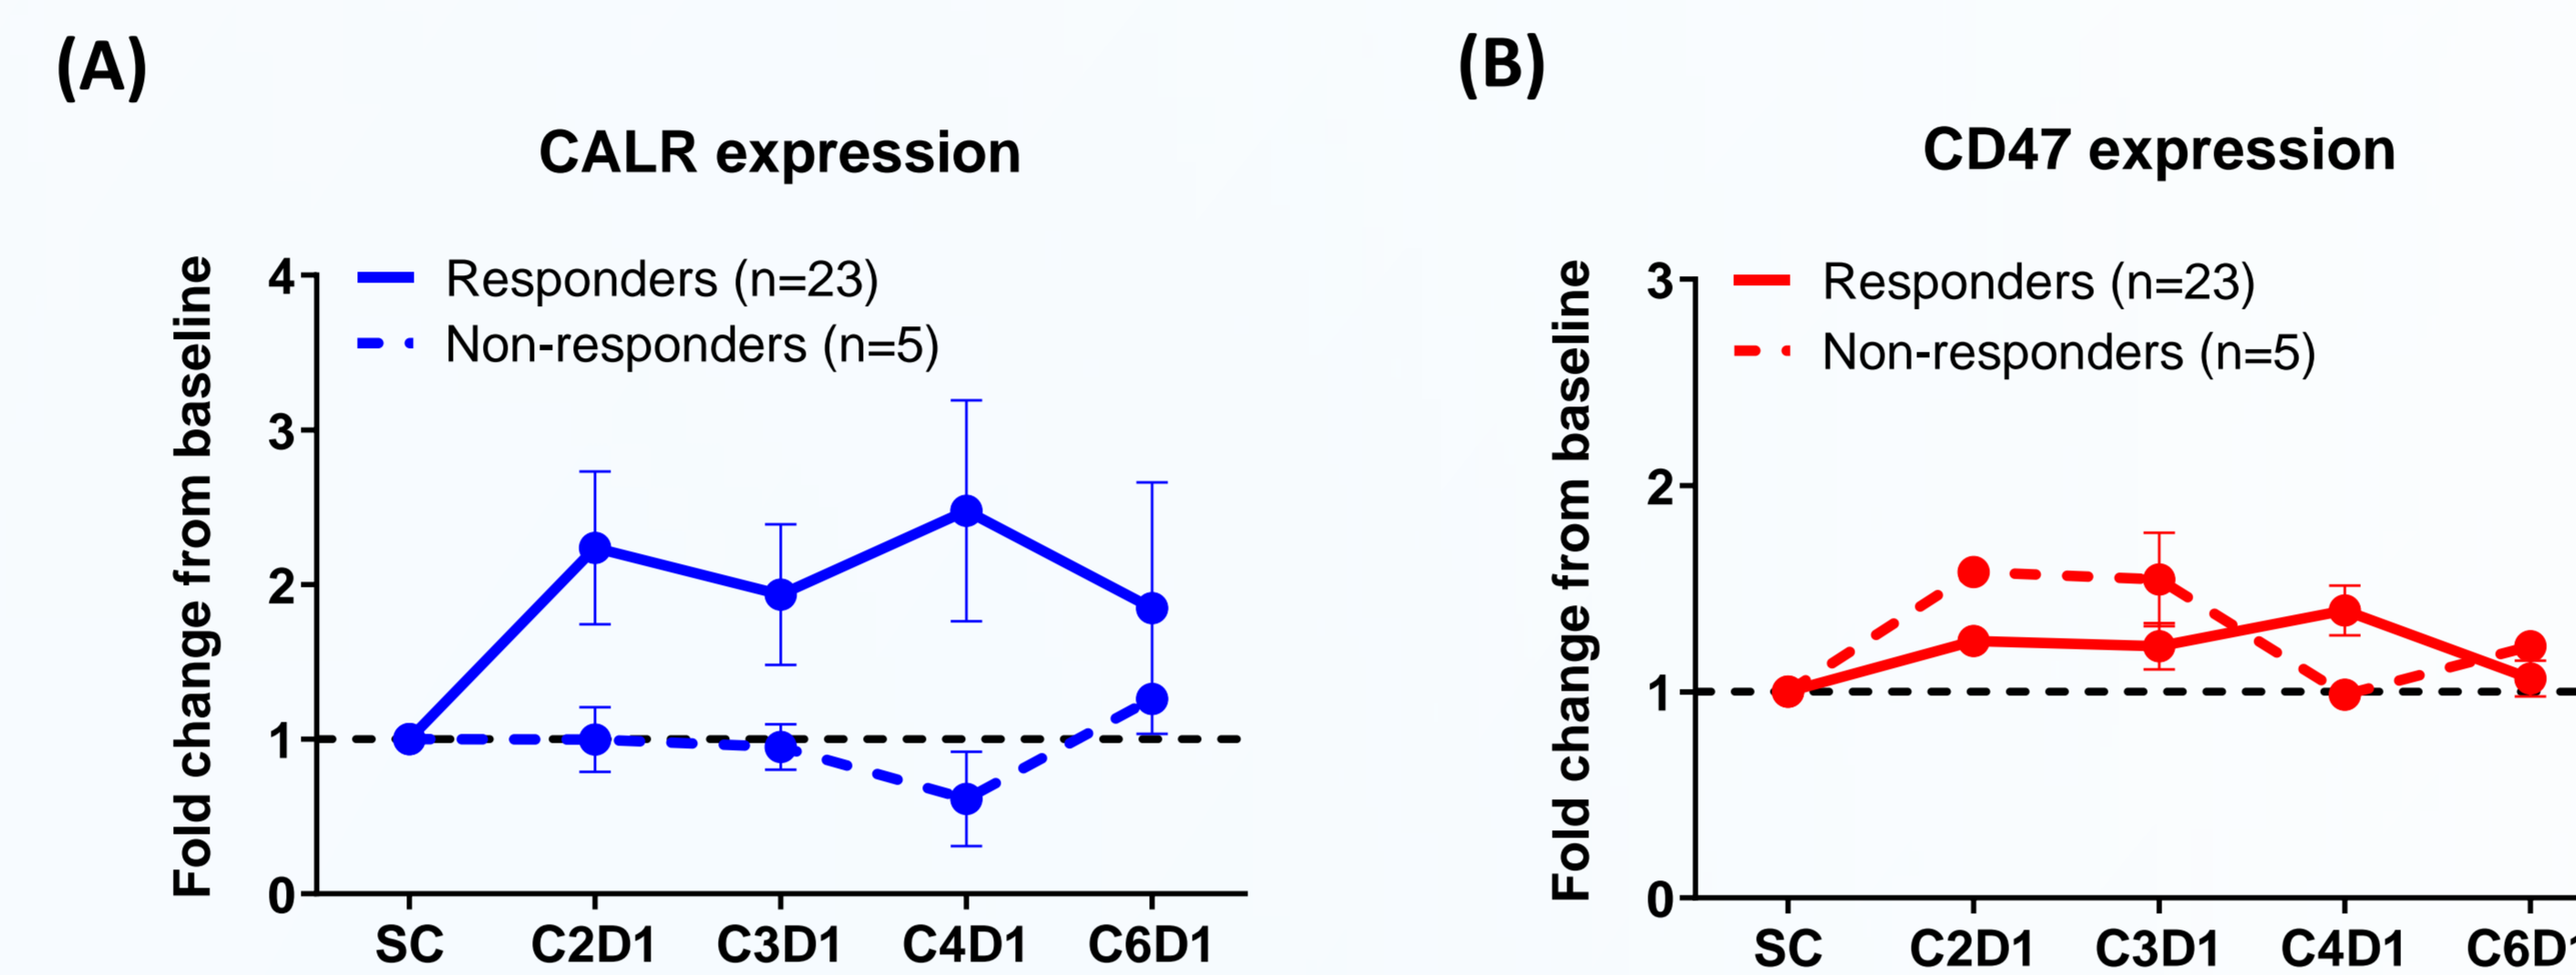 (A)
CALR expression
Fold change from baseline
4
3
2
1
0
Responders (n=23)
Non-responders (n=5)
SC C2D1 C3D1 C4D1 C6D1
(B)
CD47 expression
Fold change from baseline
3
2
1
0
Responders (n=23)
Non-responders (n=5)
SC C2D1 C3D1 C4D1 C6D1